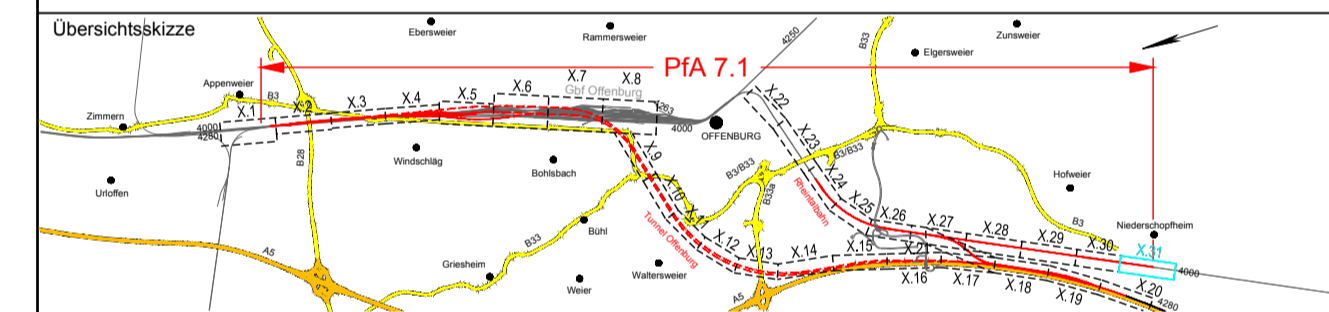 Übersichtsskizze
Ebersweier
Rammersweier
4250
B33
Zunsweier
Elgersweier
PfA 7.1
Appenweier
B3
Zimmern
X.1
X.2
X.3
X.4
X.5
X.6
X.7
X.8
Gbf Offenburg
4263
4000
4280
4000
OFFENBURG
X.22
X.23
X.24
X.25
X.26
X.27
X.28
X.29
X.30
X.31
B28
Windschläg
Bohlsbach
X.9
X.10
X.11
X.12
X.13
X.14
X.15
X.21
X.16
X.17
X.18
X.19
X.20
B3/B33
B3/B33
B33a
Rheintalbahn
Tunnel Offenburg
Hofweier
B3
Niederschopfheim
4000
4280
Urloffen
A5
B33
Bühl
Griesheim
Weier
Waltersweier
A5